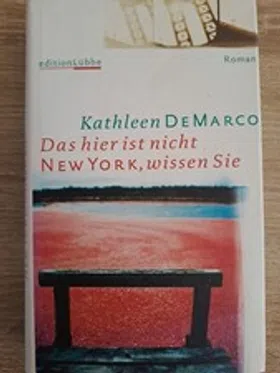 editionLübbe
Roman
Kathleen DEMARCO
Das hier ist nicht
NEW YORK, wissen Sie